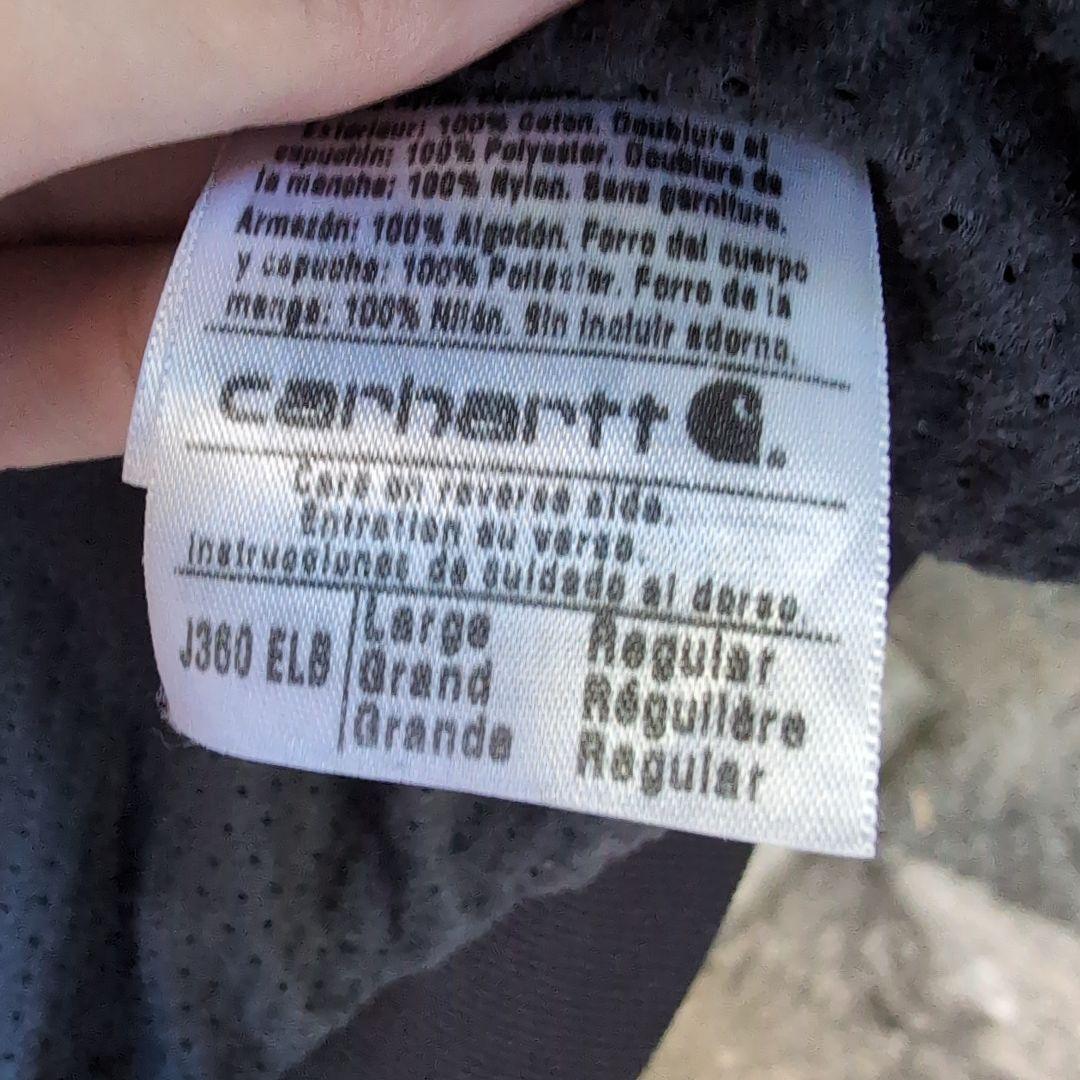 Extérieur: 100% Coton. Doublure et
capuchin: 100% Polyester. Doublure de
la manche: 100% Nylon. Sans garniture.
Armazón: 100% Algodón. Forro del cuerpo
y capucha: 100% Poliéster. Forro de la
manga: 100% Nilón. Sin incluir adorno.
carhartt
Care on reverse side.
Entretien au verso.
Instrucciones de cuidado al dorso.
J360 ELB
Large Regular
Grand Régulière
Grande Regular